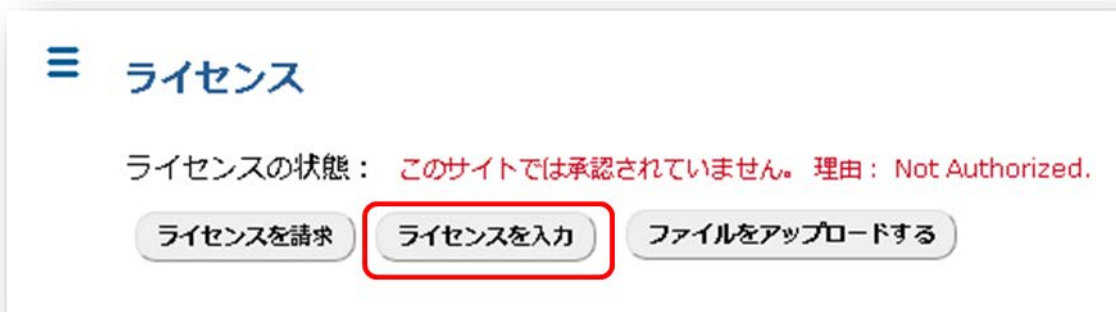 ライセンス
ライセンスの状態： このサイトでは承認されていません。 理由： Not Authorized.
ライセンスを請求 ライセンスを入力 ファイルをアップロードする